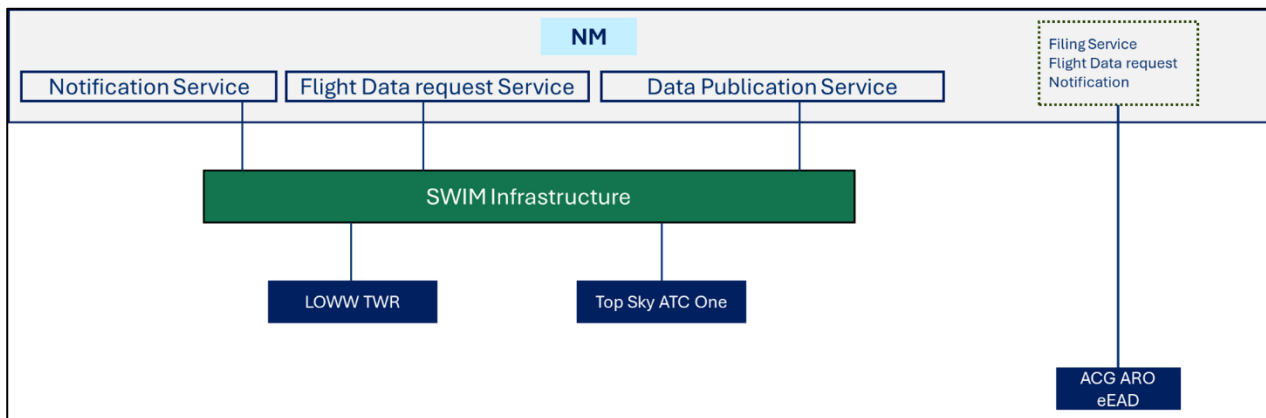 NM
Notification Service
Flight Data request Service
Data Publication Service
Filing Service
Flight Data request
Notification
SWIM Infrastructure
LOWW TWR
Top Sky ATC One
ACG ARO
eEAD